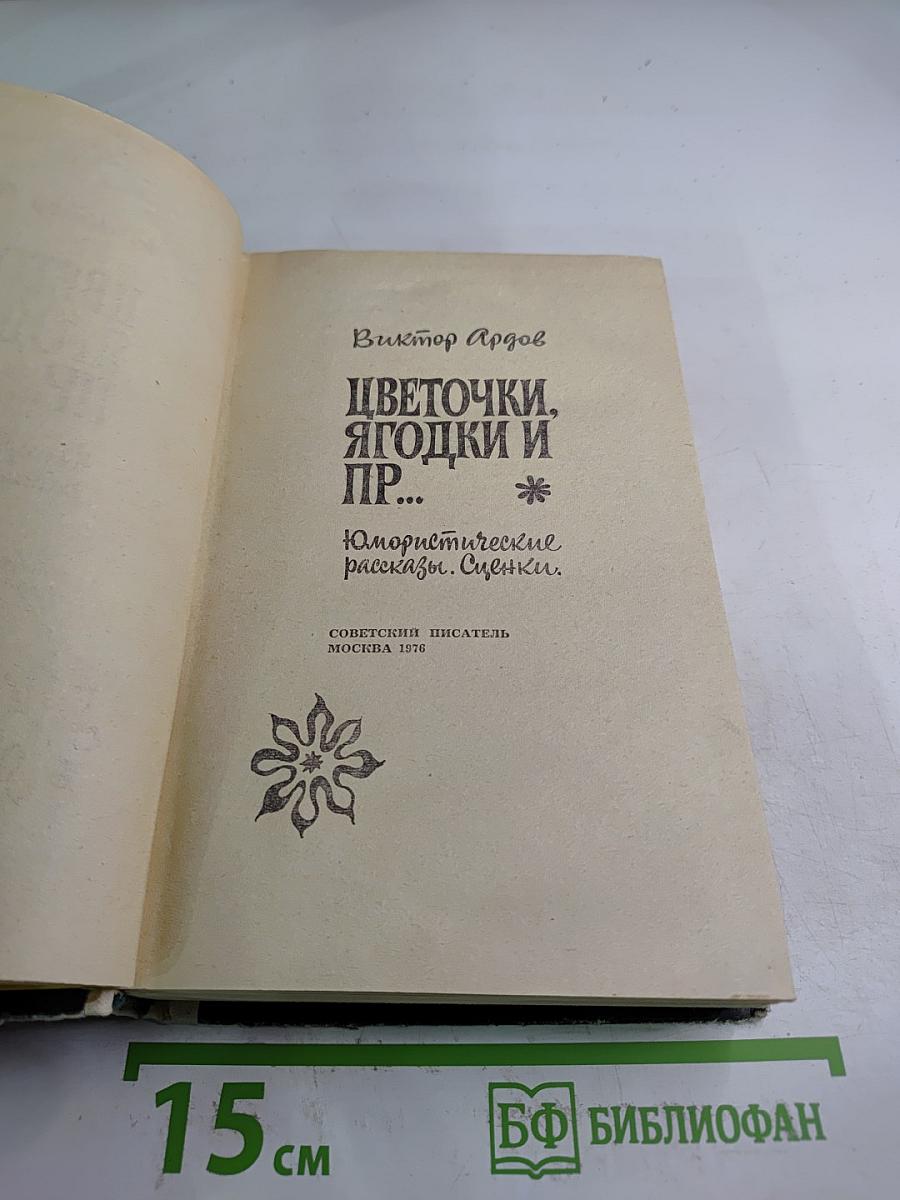 Виктор Ардов
ЦВЕТОЧКИ,
ЯГОДКИ И
ПР...
Юмористические
рассказы. Сценки.
СОВЕТСКИЙ ПИСАТЕЛЬ
МОСКВА 1976
15 см
БФ БИБЛИОФАН